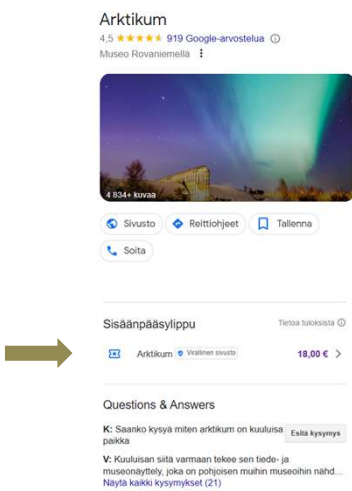 Arktikum
4,5 ★★★★★ 919 Google-arvostelua
Museo Rovaniemellä
4 834+ kuvaa
Sivusto Reittiohjeet Tallenna
Soita
Sisäänpääsylippu Tietoa tuloksista
Arktikum Virallinen sivusto 18,00 € >
Questions & Answers
K: Saanko kysyä miten arktikum on kuuluisa
paikka
Esitä kysymys
V: Kuuluisan siitä varmaan tekee sen tiede- ja
museonäyttely, joka on pohjoisen muihin museoihin nähd...
Näytä kaikki kysymykset (21)